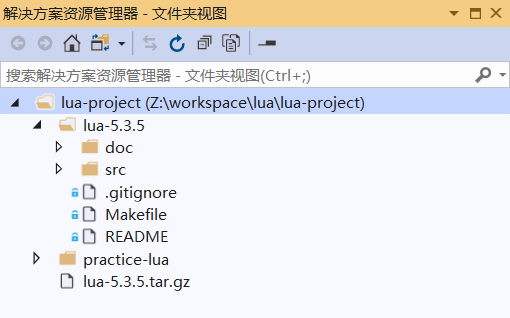 解决方案资源管理器 - 文件夹视图
搜索解决方案资源管理器 - 文件夹视图(Ctrl+;)
lua-project (Z:\workspace\lua\lua-project)
lua-5.3.5
doc
src
.gitignore
Makefile
README
practice-lua
lua-5.3.5.tar.gz